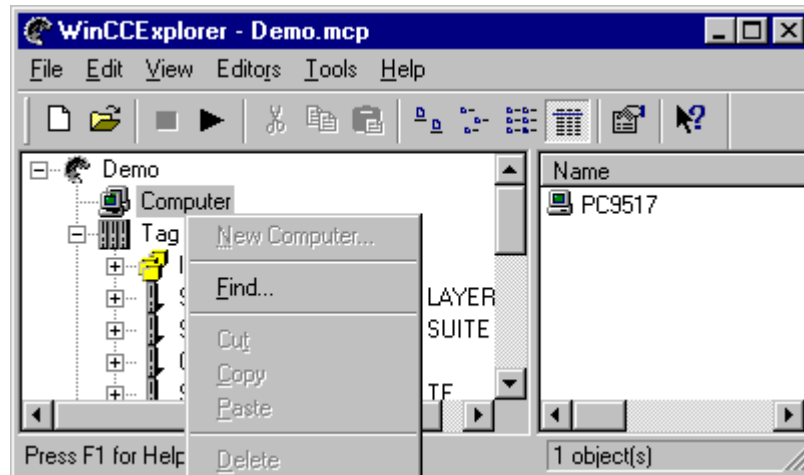 WinCCExplorer - Demo.mcp
File Edit View Editors Tools Help
Demo
Computer
Tag
LAYER
SUITE
New Computer...
Find...
Cut
Copy
Paste
Delete
Name
PC9517
Press F1 for Help
1 object(s)